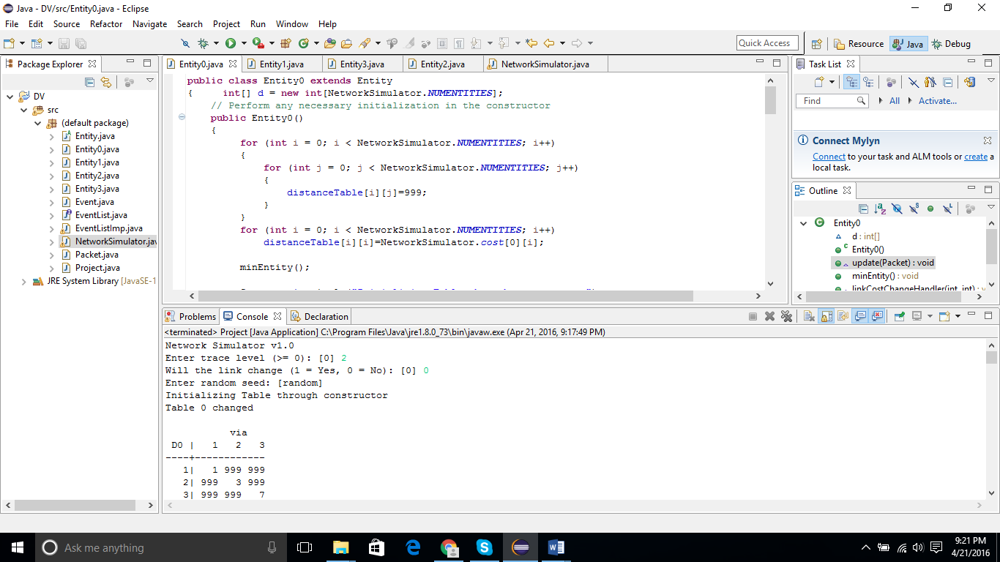 Java - DV/src/Entity0.java - Eclipse
File Edit Source Refactor Navigate Search Project Run Window Help
Quick Access Resource Java Debug
Package Explorer
DV
src
(default package)
Entity.java
Entity0.java
Entity1.java
Entity2.java
Entity3.java
Event.java
EventList.java
EventListImp.java
NetworkSimulator.jav
Packet.java
Project.java
JRE System Library [JavaSE-1
Entity0.java Entity1.java Entity3.java Entity2.java NetworkSimulator.java
public class Entity0 extends Entity
{ int[] d = new int[NetworkSimulator.NUMENTITIES];
// Perform any necessary initialization in the constructor
public Entity0()
{
for (int i = 0; i < NetworkSimulator.NUMENTITIES; i++)
{
for (int j = 0; j < NetworkSimulator.NUMENTITIES; j++)
{
distanceTable[i][j]=999;
}
}
for (int i = 0; i < NetworkSimulator.NUMENTITIES; i++)
distanceTable[i][i]=NetworkSimulator.cost[0][i];
minEntity();
Task List
Find All Activate...
Connect Mylyn
Connect to your task and ALM tools or create a
local task.
Outline
Entity0
d : int[]
Entity0()
update(Packet) : void
minEntity() : void
linkCostChangeHandler(int, int) : v
Problems Console Declaration
<terminated> Project [Java Application] C:\Program Files\Java\jre1.8.0_73\bin\javaw.exe (Apr 21, 2016, 9:17:49 PM)
Network Simulator v1.0
Enter trace level (>= 0): [0] 2
Will the link change (1 = Yes, 0 = No): [0] 0
Enter random seed: [random]
Initializing Table through constructor
Table 0 changed
via
D0 | 1 2 3
----+------------
1| 1 999 999
2| 999 3 999
3| 999 999 7
Ask me anything
9:21 PM
4/21/2016